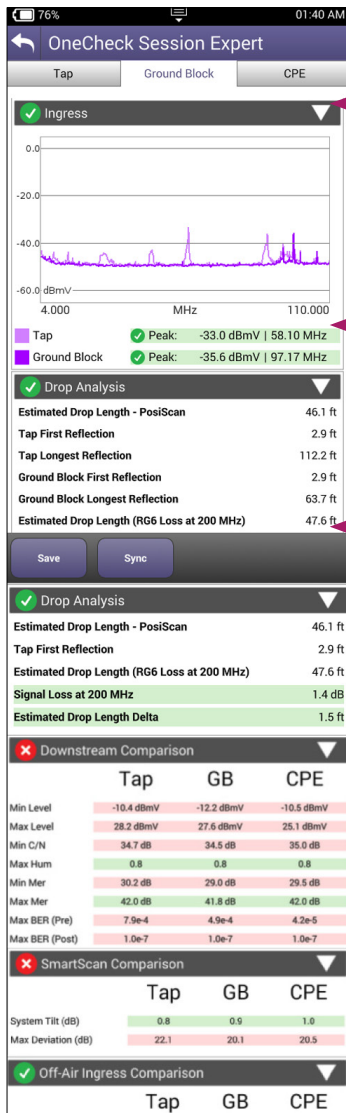 76%
01:40 AM
OneCheck Session Expert
Tap Ground Block CPE
Ingress
0.0
-20.0
-40.0
-60.0 dBmV
4.000 MHz 110.000
Tap Peak: -33.0 dBmV | 58.10 MHz
Ground Block Peak: -35.6 dBmV | 97.17 MHz
Drop Analysis
Estimated Drop Length - PosiScan 46.1 ft
Tap First Reflection 2.9 ft
Tap Longest Reflection 112.2 ft
Ground Block First Reflection 2.9 ft
Ground Block Longest Reflection 63.7 ft
Estimated Drop Length (RG6 Loss at 200 MHz) 47.6 ft
Save Sync
Drop Analysis
Estimated Drop Length - PosiScan 46.1 ft
Tap First Reflection 2.9 ft
Estimated Drop Length (RG6 Loss at 200 MHz) 47.6 ft
Signal Loss at 200 MHz 1.4 dB
Estimated Drop Length Delta 1.5 ft
Downstream Comparison
Tap GB CPE
Min Level -10.4 dBmV -12.2 dBmV -10.5 dBmV
Max Level 28.2 dBmV 27.6 dBmV 25.1 dBmV
Min C/N 34.7 dB 34.5 dB 35.0 dB
Max Hum 0.8 0.8 0.8
Min Mer 30.2 dB 29.0 dB 29.5 dB
Max Mer 42.0 dB 41.8 dB 42.0 dB
Max BER (Pre) 7.9e-4 4.9e-4 4.2e-5
Max BER (Post) 1.0e-7 1.0e-7 1.0e-7
SmartScan Comparison
Tap GB CPE
System Tilt (dB) 0.8 0.9 1.0
Max Deviation (dB) 22.1 20.1 20.5
Off-Air Ingress Comparison
Tap GB CPE